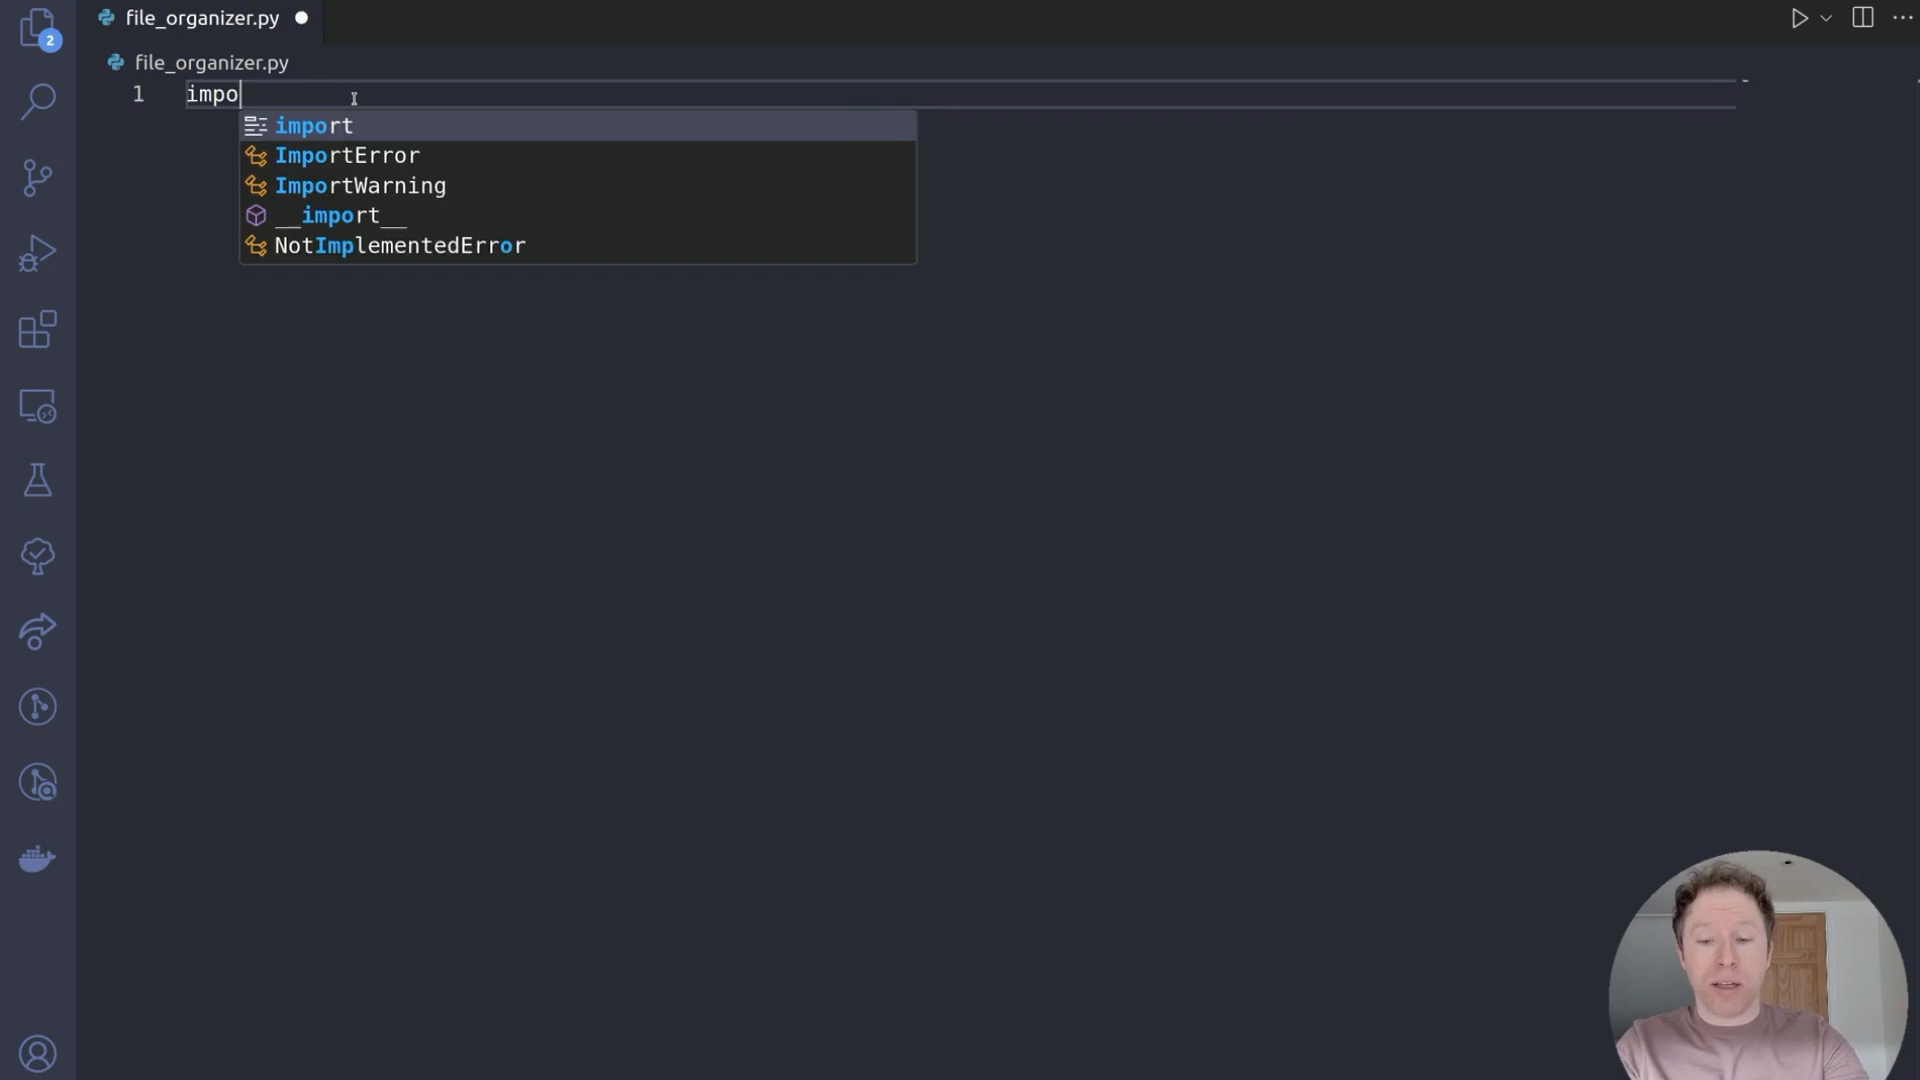 file_organizer.py
file_organizer.py
2
1 impo
import
ImportError
ImportWarning
__import__
NotImplementedError